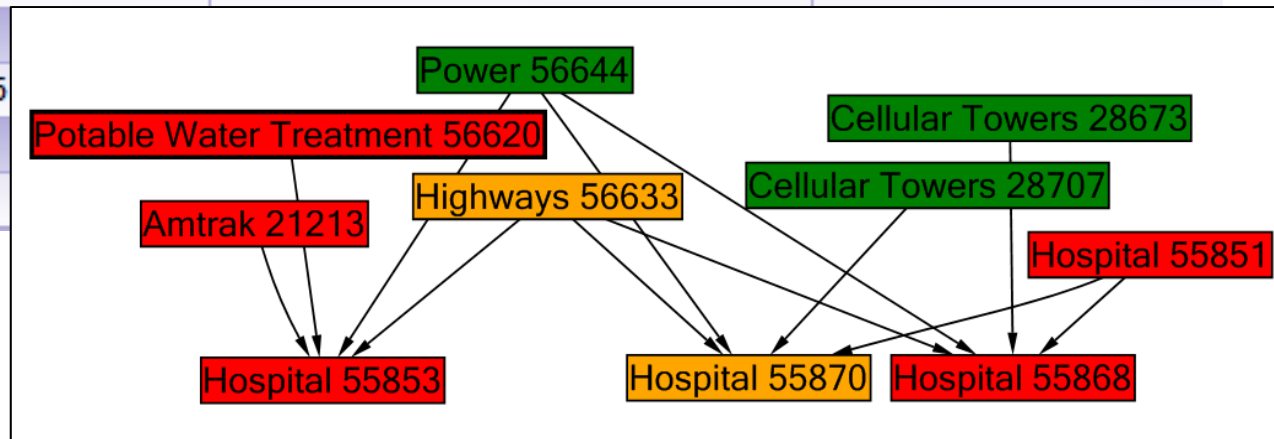 Power 56644
Cellular Towers 28673
Potable Water Treatment 56620
Cellular Towers 28707
Highways 56633
Amtrak 21213
Hospital 55851
Hospital 55853
Hospital 55870
Hospital 55868